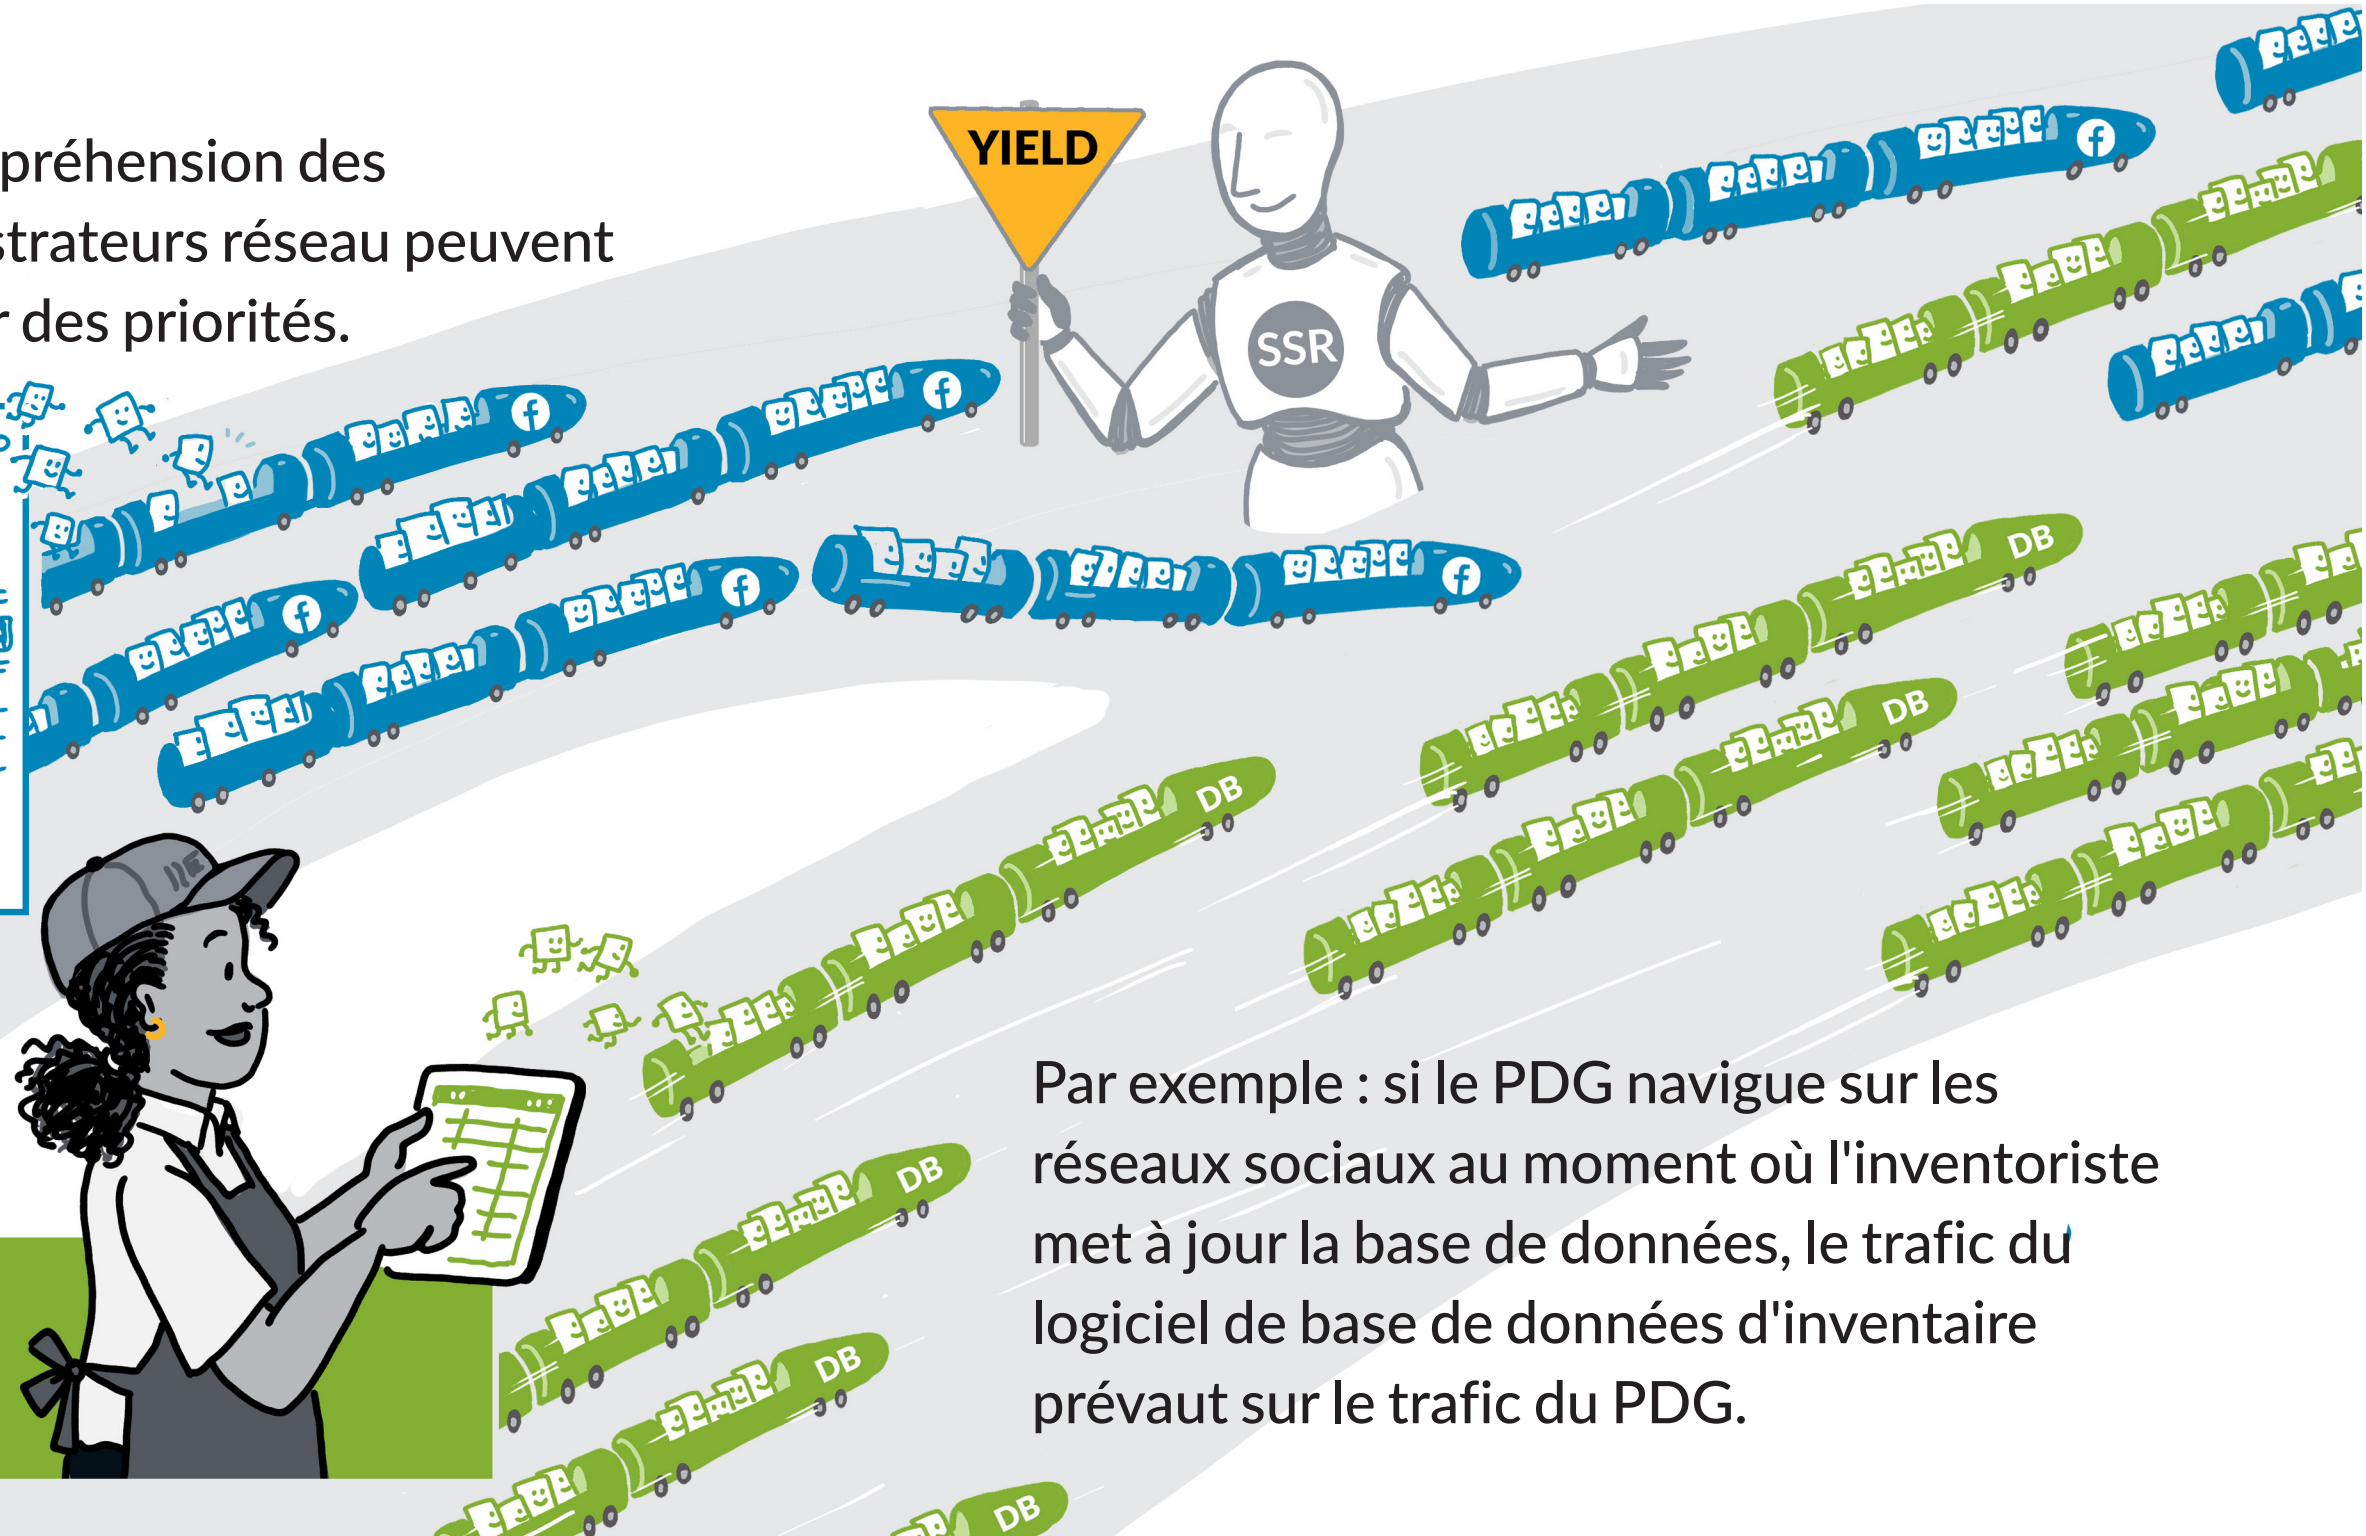 préhension des
strateurs réseau peuvent
r des priorités.
YIELD
SSR
f
f
f
f
f
f
DB
DB
DB
DB
DB
DB
Par exemple : si le PDG navigue sur les
réseaux sociaux au moment où l'inventoriste
met à jour la base de données, le trafic du
logiciel de base de données d'inventaire
prévaut sur le trafic du PDG.